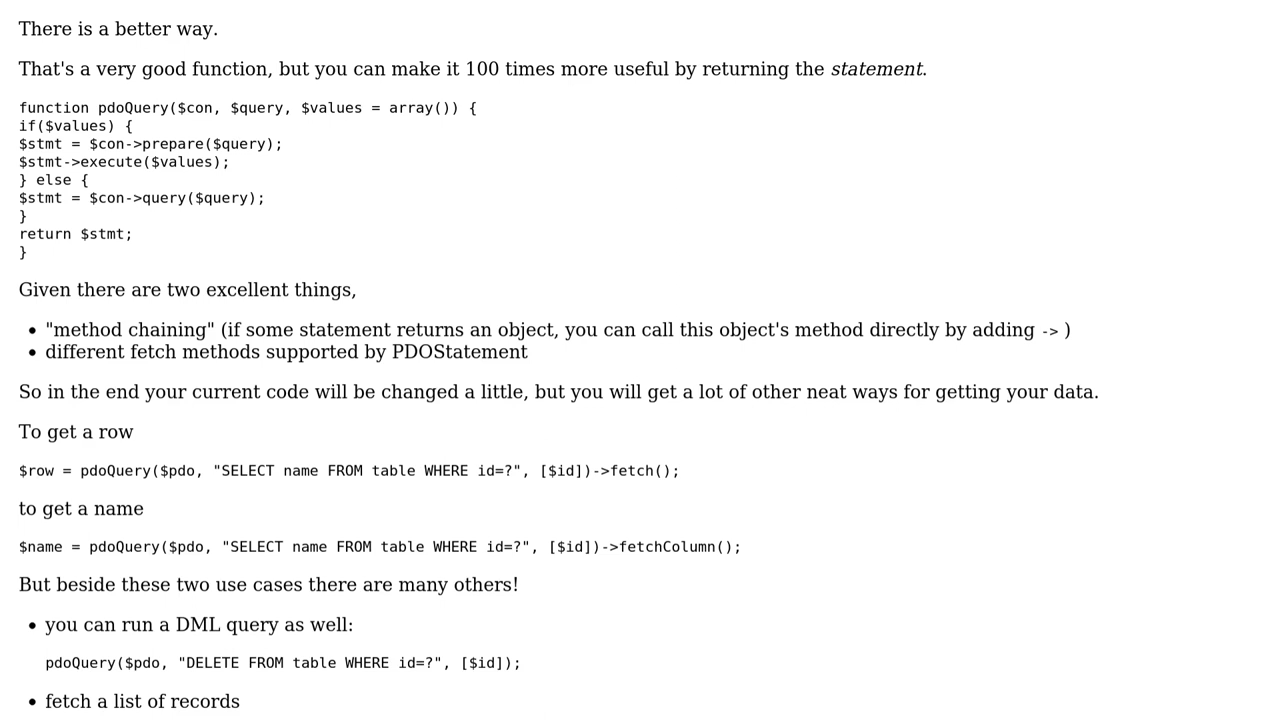 There is a better way.
That's a very good function, but you can make it 100 times more useful by returning the statement.
function pdoQuery($con, $query, $values = array()) {
if($values) {
$stmt = $con->prepare($query);
$stmt->execute($values);
} else {
$stmt = $con->query($query);
}
return $stmt;
}
Given there are two excellent things,
• "method chaining" (if some statement returns an object, you can call this object's method directly by adding -> )
• different fetch methods supported by PDOStatement
So in the end your current code will be changed a little, but you will get a lot of other neat ways for getting your data.
To get a row
$row = pdoQuery($pdo, "SELECT name FROM table WHERE id=?", [$id])->fetch();
to get a name
$name = pdoQuery($pdo, "SELECT name FROM table WHERE id=?", [$id])->fetchColumn();
But beside these two use cases there are many others!
• you can run a DML query as well:
pdoQuery($pdo, "DELETE FROM table WHERE id=?", [$id]);
• fetch a list of records